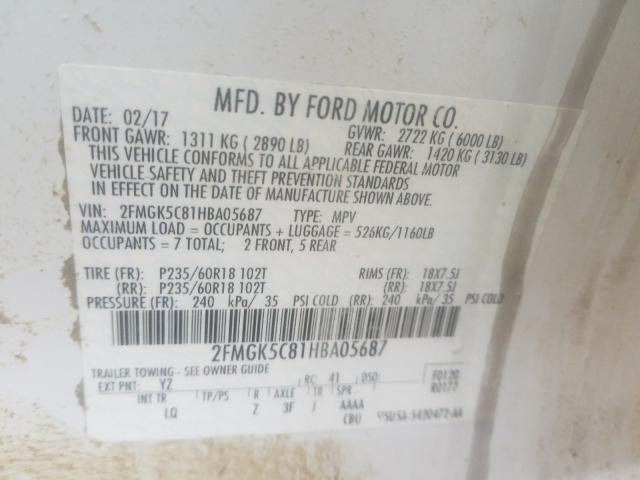 MFD. BY FORD MOTOR CO.
DATE: 02/17 GVWR: 2722 KG ( 6000 LB)
FRONT GAWR: 1311 KG ( 2890 LB) REAR GAWR: 1420 KG ( 3130 LB)
THIS VEHICLE CONFORMS TO ALL APPLICABLE FEDERAL MOTOR
VEHICLE SAFETY AND THEFT PREVENTION STANDARDS
IN EFFECT ON THE DATE OF MANUFACTURE SHOWN ABOVE.
VIN: 2FMGK5C81HBA05687 TYPE: MPV
MAXIMUM LOAD = OCCUPANTS + LUGGAGE = 526KG/1160LB
OCCUPANTS = 7 TOTAL; 2 FRONT, 5 REAR
TIRE (FR): P235/60R18 102T RIMS (FR): 18X7.5J
(RR): P235/60R18 102T (RR): 18X7.5J
PRESSURE (FR): 240 kPa/ 35 PSI COLD (RR): 240 kPa/ 35 PSI COLD
2FMGK5C81HBA05687
TRAILER TOWING - SEE OWNER GUIDE
EXT PNT: YZ RC: 41 DSO: F0120
R0177
INT TR TP/PS R AXLE TR SPR
LQ Z 3F J AAAA
CBU 5420472-AA